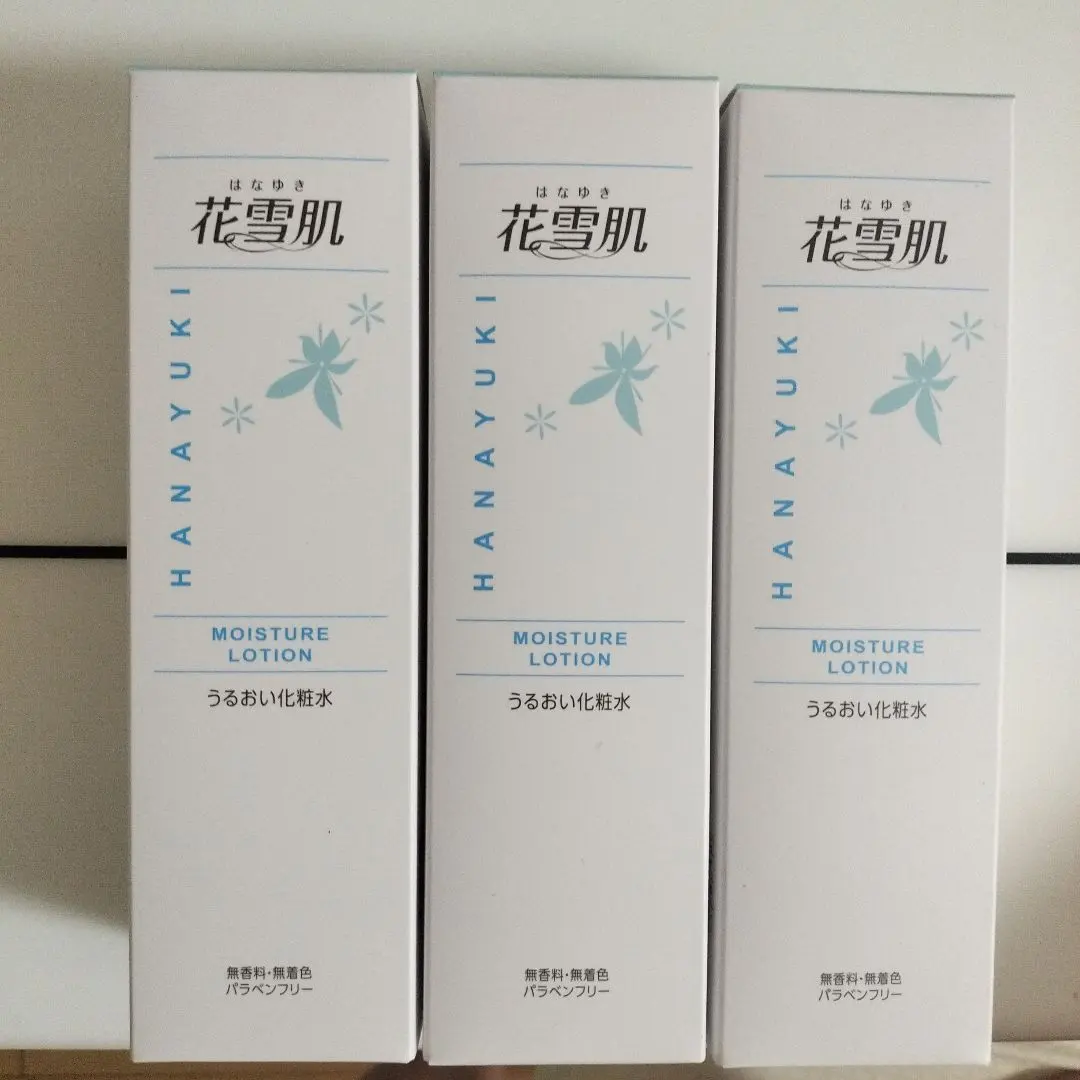 はなゆき
花雪肌
HANAYUKI
MOISTURE
LOTION
うるおい化粧水
無香料・無着色
パラベンフリー
はなゆき
花雪肌
HANAYUKI
MOISTURE
LOTION
うるおい化粧水
無香料・無着色
パラベンフリー
はなゆき
花雪肌
HANAYUKI
MOISTURE
LOTION
うるおい化粧水
無香料・無着色
パラベンフリー